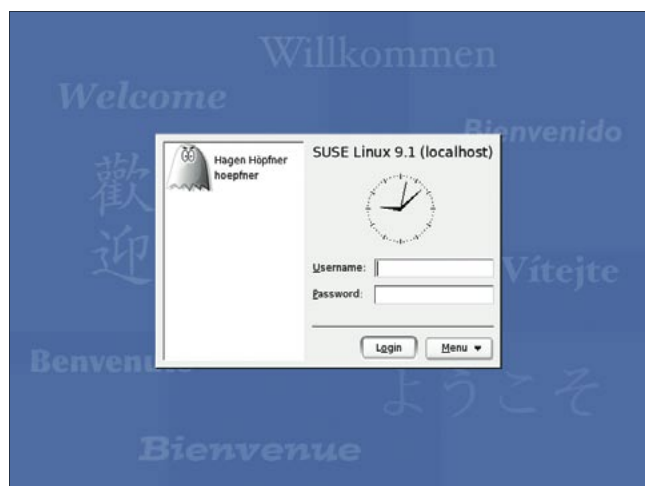 Willkommen
Welcome
Bienvenido
歡
迎
Hagen Höpfner
hoepfner
SUSE Linux 9.1 (localhost)
Username:
Password:
Login
Menu
Vítejte
ようこそ
Bienvenue